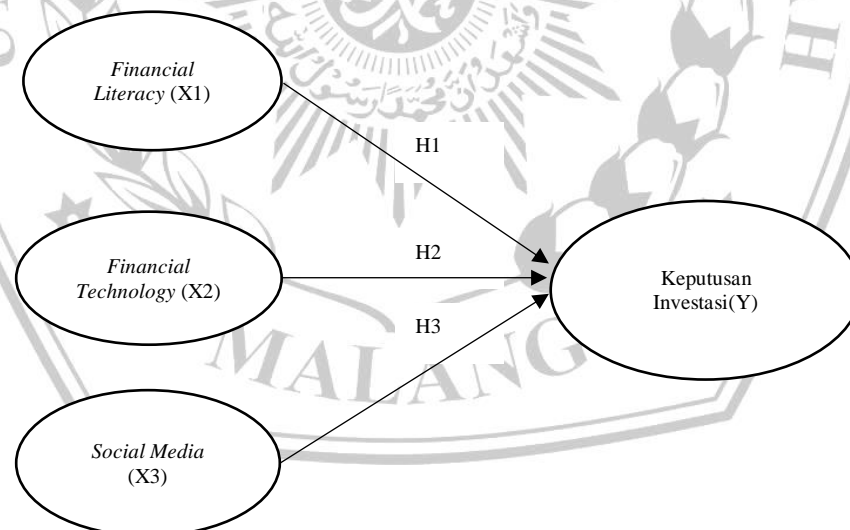 Financial
Literacy (X1)
H1
Financial
Technology (X2)
H2
Keputusan
Investasi(Y)
H3
MALANG
Social Media
(X3)